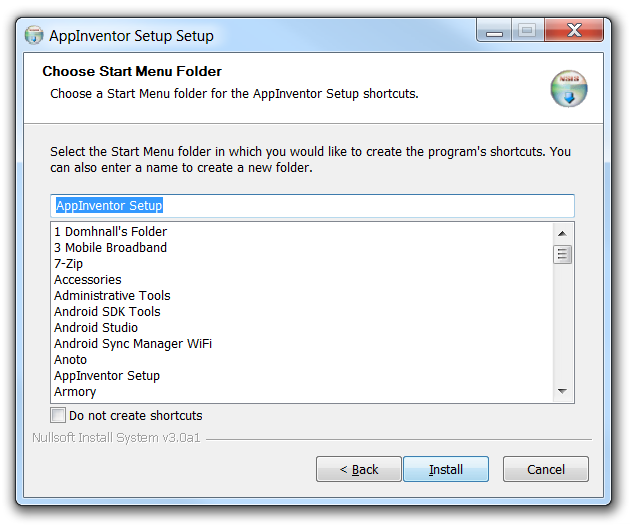 AppInventor Setup Setup
Choose Start Menu Folder
Choose a Start Menu folder for the AppInventor Setup shortcuts.
Select the Start Menu folder in which you would like to create the program's shortcuts. You
can also enter a name to create a new folder.
AppInventor Setup
1 Domhnall's Folder
3 Mobile Broadband
7-Zip
Accessories
Administrative Tools
Android SDK Tools
Android Studio
Android Sync Manager WiFi
Anoto
AppInventor Setup
Armory
Do not create shortcuts
Nullsoft Install System v3.0a1
< Back
Install
Cancel